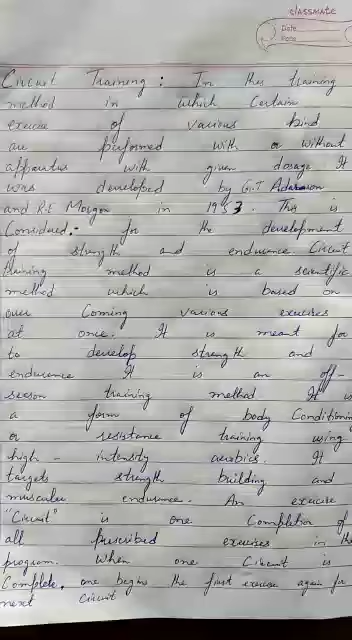 classmate
Date
Page
Circuit Training : In this training
method in which Certain
exercise of various kind
are performed with or without
apparatus with given dosage. It
was developed by G.T Adamson
and R.E Morgan in 1953. This is
Considered.- for the development
of strength and endurance Circuit
training method is a scientific
method which is based on
over Coming various exercises
at once. It is meant for
to develop strength and
endurance It is an off-
season training method. It is
a form of body Conditioning
or resistance training using
high - intensity aerobics. It
targets strength building and
muscular endurance. An exercise
"Circuit" is one Completion of
all prescribed exercises in the
program. When one Circuit is
Complete, one begins the first exercise again for
next circuit